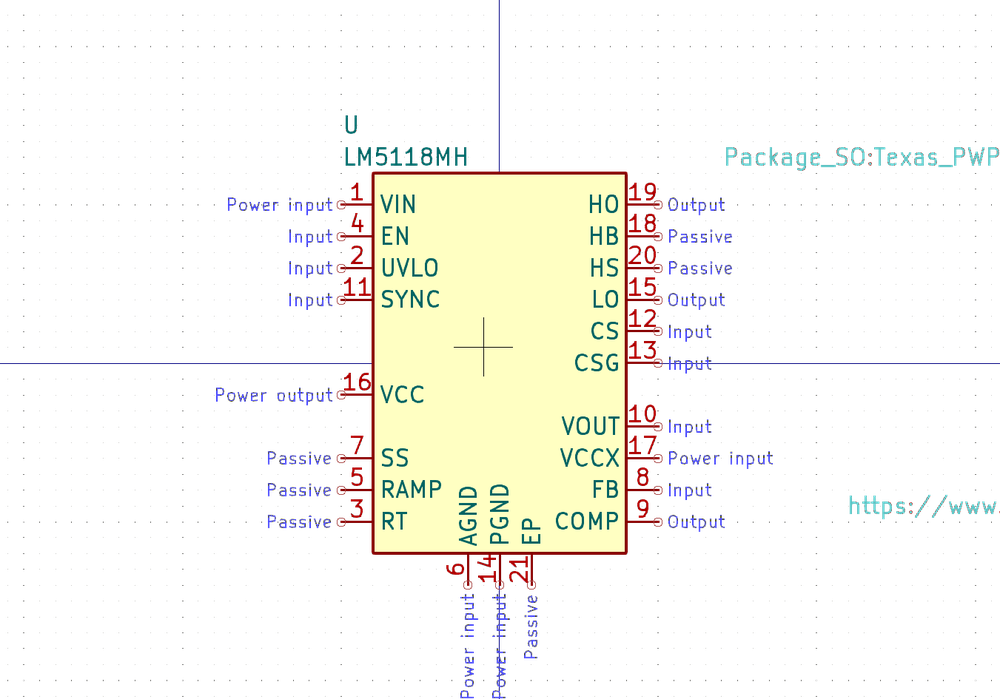 U
LM5118MH
Package_SO:Texas_PWP
Power input 1 VIN
HO 19 Output
Input 4 EN
HB 18 Passive
Input 2 UVLO
HS 20 Passive
Input 11 SYNC
LO 15 Output
CS 12 Input
CSG 13 Input
Power output 16 VCC
VOUT 10 Input
Passive 7 SS
VCCX 17 Power input
Passive 5 RAMP
FB 8 Input
https://www.
Passive 3 RT
COMP 9 Output
AGND 6 Power input
PGND 14 Power input
EP 21 Passive